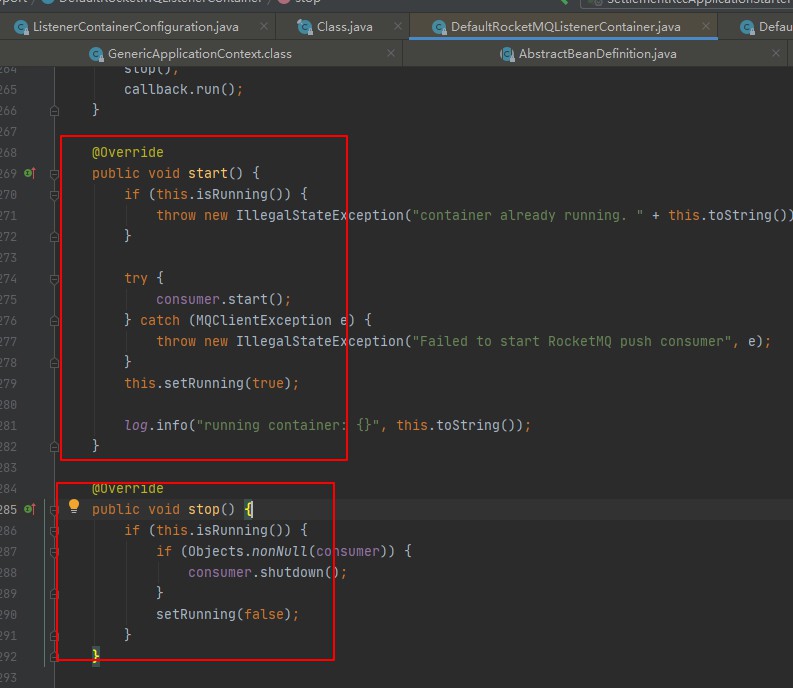 DefaultRocketMQListenerContainer
stop
SettlementRecApplicationStarter
ListenerContainerConfiguration.java
Class.java
DefaultRocketMQListenerContainer.java
Defau
GenericApplicationContext.class
AbstractBeanDefinition.java
264 stop();
265 callback.run();
266 }
267
268 @Override
269 public void start() {
270 if (this.isRunning()) {
271 throw new IllegalStateException("container already running. " + this.toString())
272 }
273
274 try {
275 consumer.start();
276 } catch (MQClientException e) {
277 throw new IllegalStateException("Failed to start RocketMQ push consumer", e);
278 }
279 this.setRunning(true);
280
281 log.info("running container: {}", this.toString());
282 }
283
284 @Override
285 public void stop() {
286 if (this.isRunning()) {
287 if (Objects.nonNull(consumer)) {
288 consumer.shutdown();
289 }
290 setRunning(false);
291 }
292 }
293